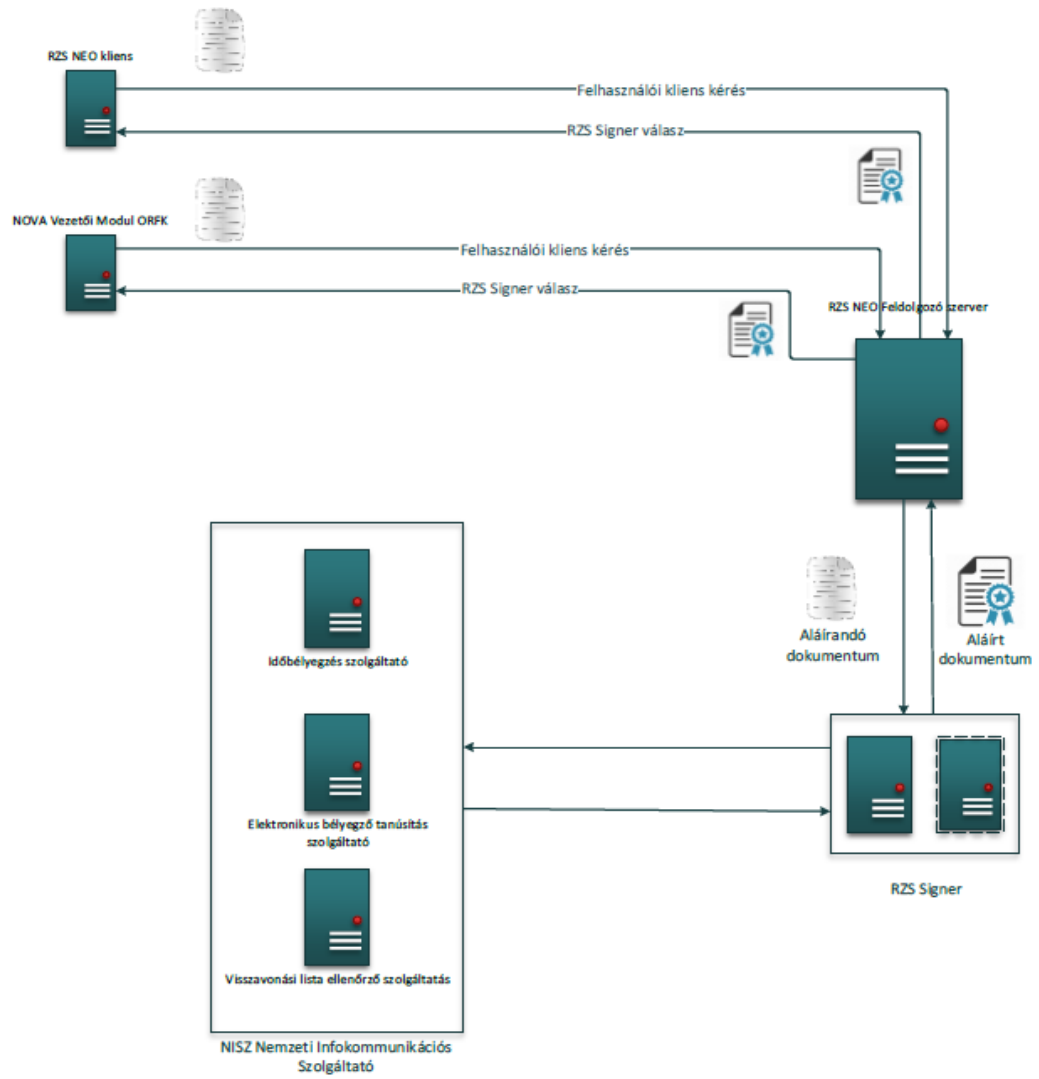 RZS NEO kliens
Felhasználói kliens kérés
RZS Signer válasz
NOVA Vezetői Modul ORFK
Felhasználói kliens kérés
RZS Signer válasz
RZS NEO Feldolgozó szerver
Aláírandó
dokumentum
Aláírt
dokumentum
Időbélyegzés szolgáltató
Elektronikus bélyegző tanúsítás
szolgáltató
Visszavonási lista ellenőrző szolgáltatás
RZS Signer
NISZ Nemzeti Infokommunikációs
Szolgáltató